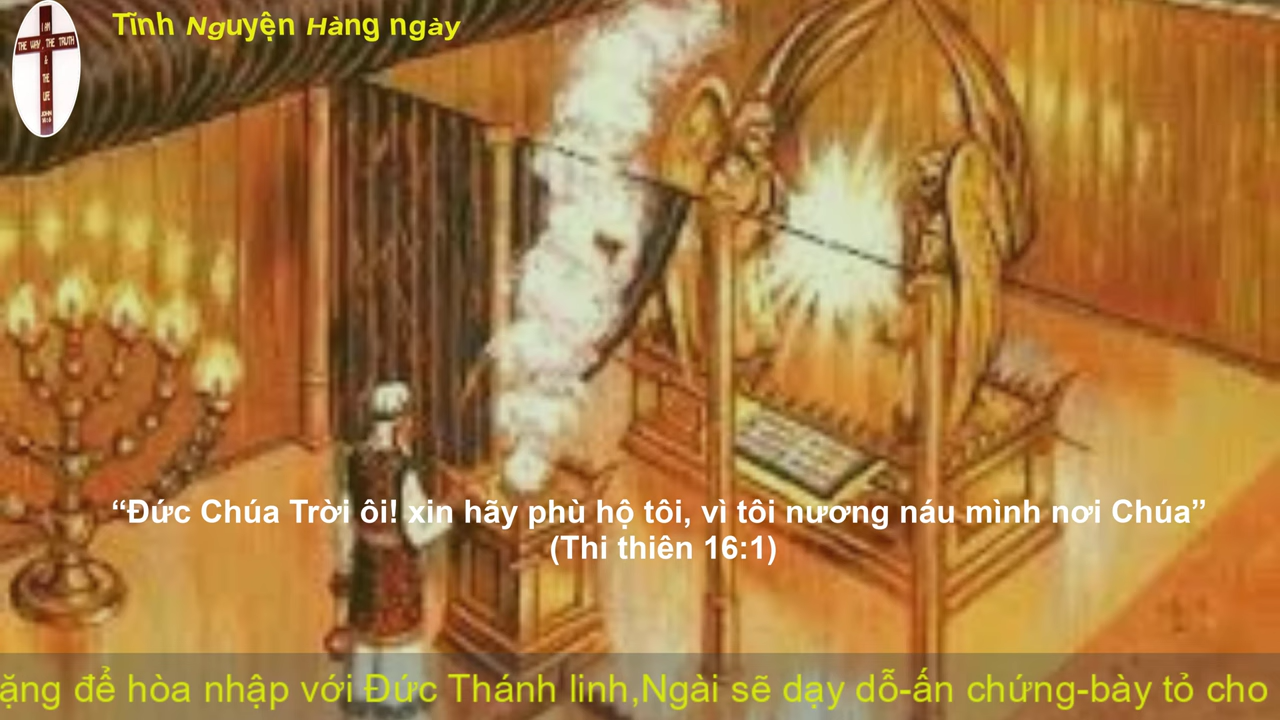 Tĩnh Nguyện Hàng ngày
I AM
THE WAY, THE TRUTH
&
THE
LIFE
JOHN
“Đức Chúa Trời ôi! xin hãy phù hộ tôi, vì tôi nương náu mình nơi Chúa”
(Thi thiên 16:1)
ặng để hòa nhập với Đức Thánh linh,Ngài sẽ dạy dỗ-ấn chứng-bày tỏ cho